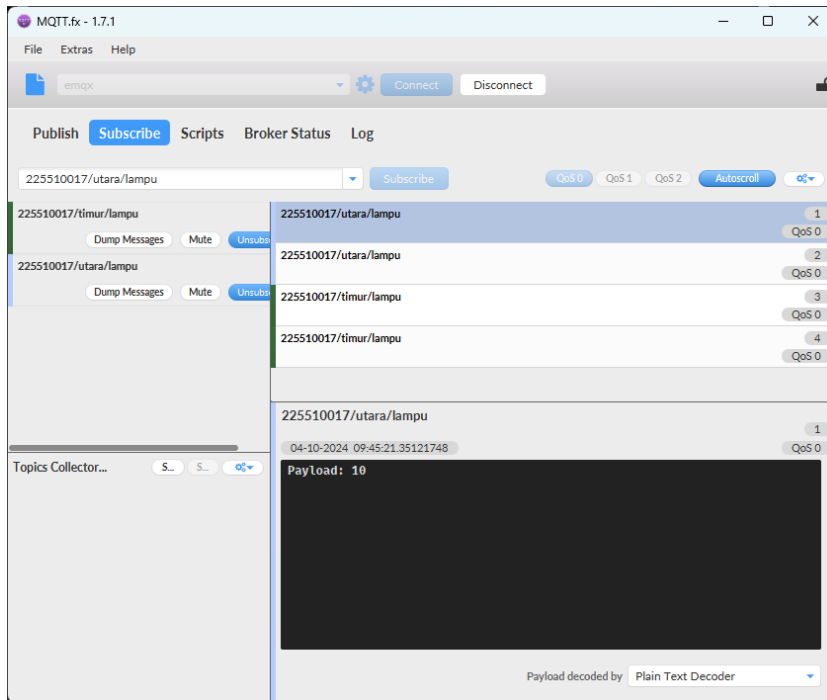 MQTT.fx - 1.7.1
File Extras Help
emqx Connect Disconnect
Publish Subscribe Scripts Broker Status Log
225510017/utara/lampu Subscribe QoS 0 QoS 1 QoS 2 Autoscroll
225510017/timur/lampu
Dump Messages Mute Unsubs
225510017/utara/lampu
Dump Messages Mute Unsubs
225510017/utara/lampu 1
QoS 0
225510017/utara/lampu 2
QoS 0
225510017/timur/lampu 3
QoS 0
225510017/timur/lampu 4
QoS 0
Topics Collector... S... S...
225510017/utara/lampu
1
04-10-2024 09:45:21.35121748 QoS 0
Payload: 10
Payload decoded by Plain Text Decoder